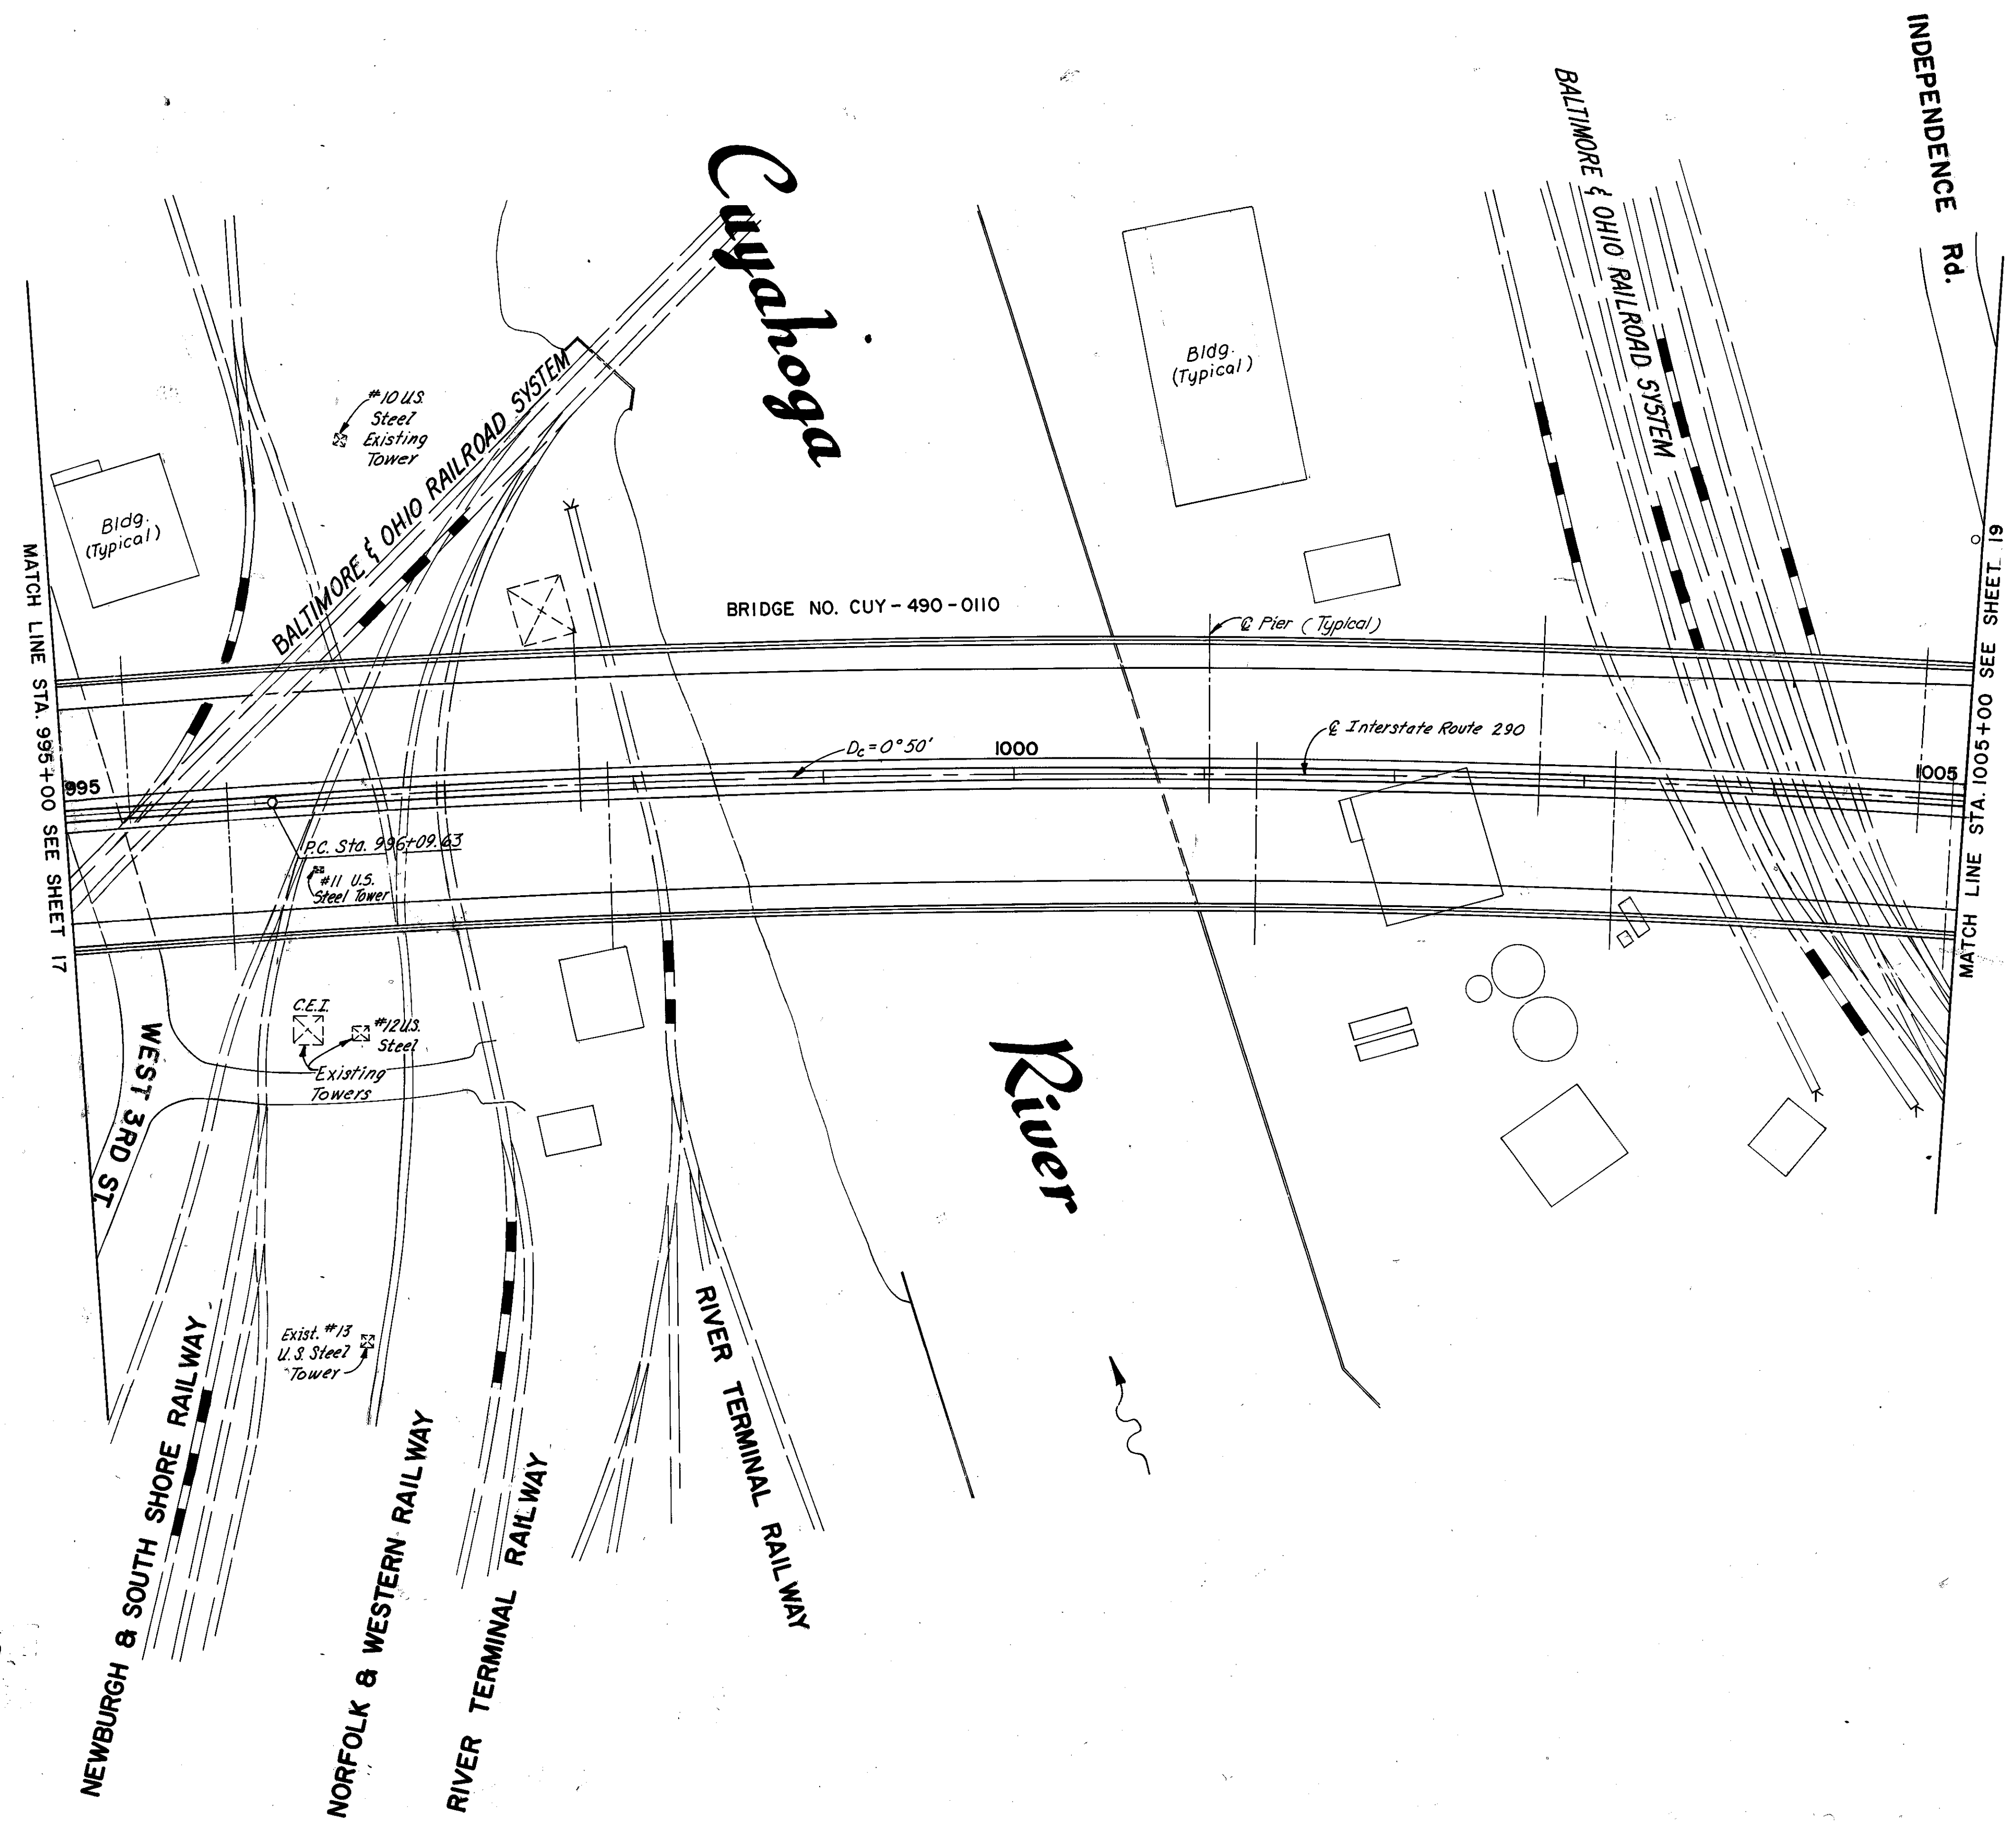 INDEPENDENCE Rd.
BALTIMORE & OHIO RAILROAD SYSTEM
Cuyahoga
River
Bldg.
(Typical)
#10 U.S.
Steel
Existing
Tower
BALTIMORE & OHIO RAILROAD SYSTEM
Bldg.
(Typical)
MATCH LINE STA. 995+00 SEE SHEET 17
MATCH LINE STA. 1005+00 SEE SHEET 19
BRIDGE NO. CUY-490-0110
℄ Pier (Typical)
℄ Interstate Route 290
Dc = 0°50'
1000
995
1005
P.C. Sta. 996+09.63
#11 U.S.
Steel Tower
C.E.I.
#12 U.S.
Steel
Existing
Towers
WEST 3RD ST.
Exist. #13
U.S. Steel
Tower
NEWBURGH & SOUTH SHORE RAILWAY
NORFOLK & WESTERN RAILWAY
RIVER TERMINAL RAILWAY
RIVER TERMINAL RAILWAY